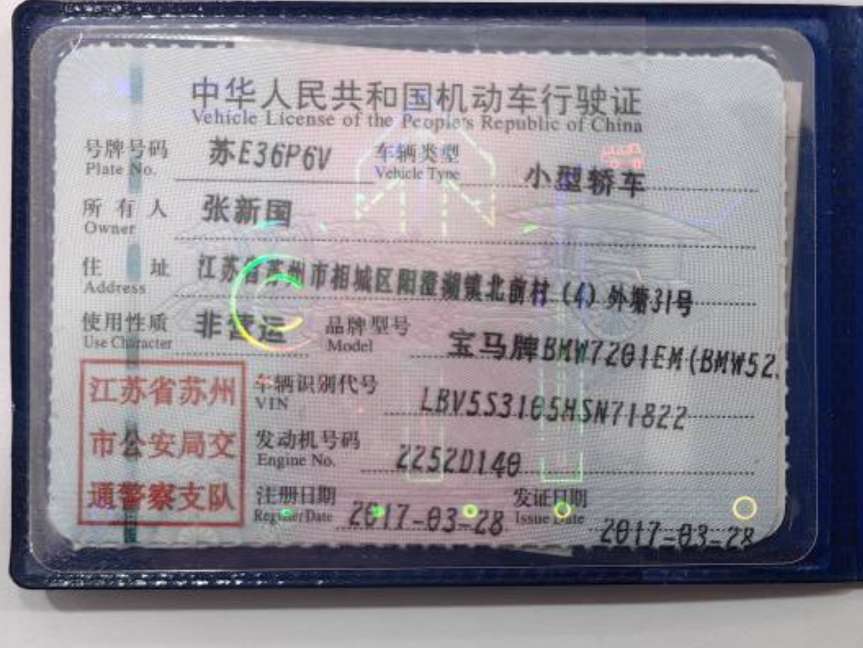 中华人民共和国机动车行驶证
Vehicle License of the People's Republic of China
号牌号码 苏E36P6V 车辆类型 小型轿车
Plate No. Vehicle Type
所有人 张新国
Owner
住址 江苏省苏州市相城区阳澄湖镇北前村(4)外塘31号
Address
使用性质 非营运 品牌型号 宝马牌BMW7201EM(BMW52.
Use Character Model
江苏省苏州
市公安局交
通警察支队
车辆识别代号 LBV5S3105HSN71822
VIN
发动机号码 2252D140
Engine No.
注册日期 2017-03-28 发证日期 2017-03-28
Register Date Issue Date